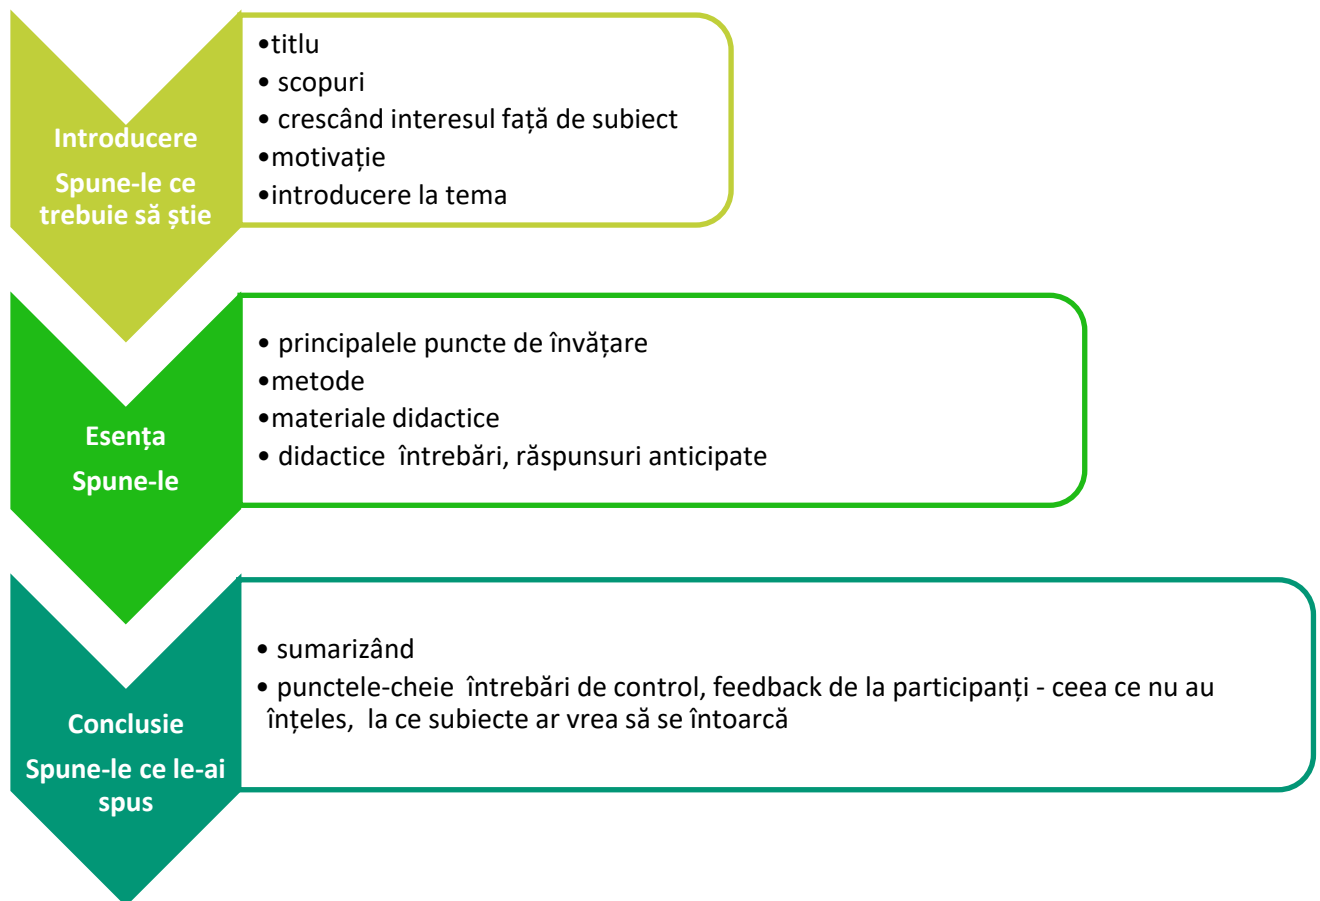 Introducere
Spune-le ce
trebuie să știe
•titlu
• scopuri
• crescând interesul față de subiect
•motivație
•introducere la tema
Esența
Spune-le
• principalele puncte de învățare
•metode
•materiale didactice
• didactice  întrebări, răspunsuri anticipate
Conclusie
Spune-le ce le-ai
spus
• sumarizând
• punctele-cheie  întrebări de control, feedback de la participanți - ceea ce nu au
înțeles,  la ce subiecte ar vrea să se întoarcă